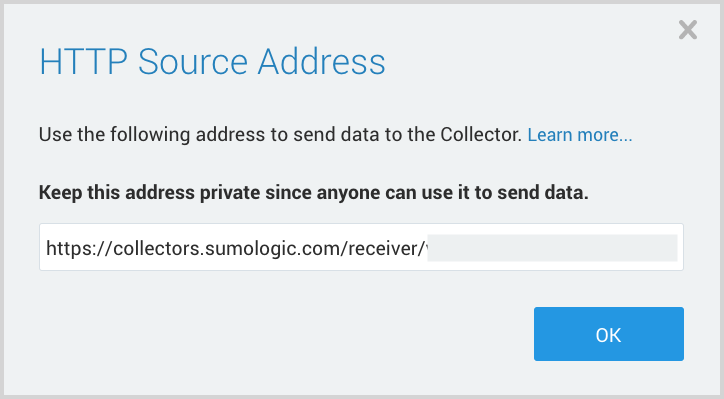 HTTP Source Address
Use the following address to send data to the Collector. Learn more...
Keep this address private since anyone can use it to send data.
https://collectors.sumologic.com/receiver/
OK